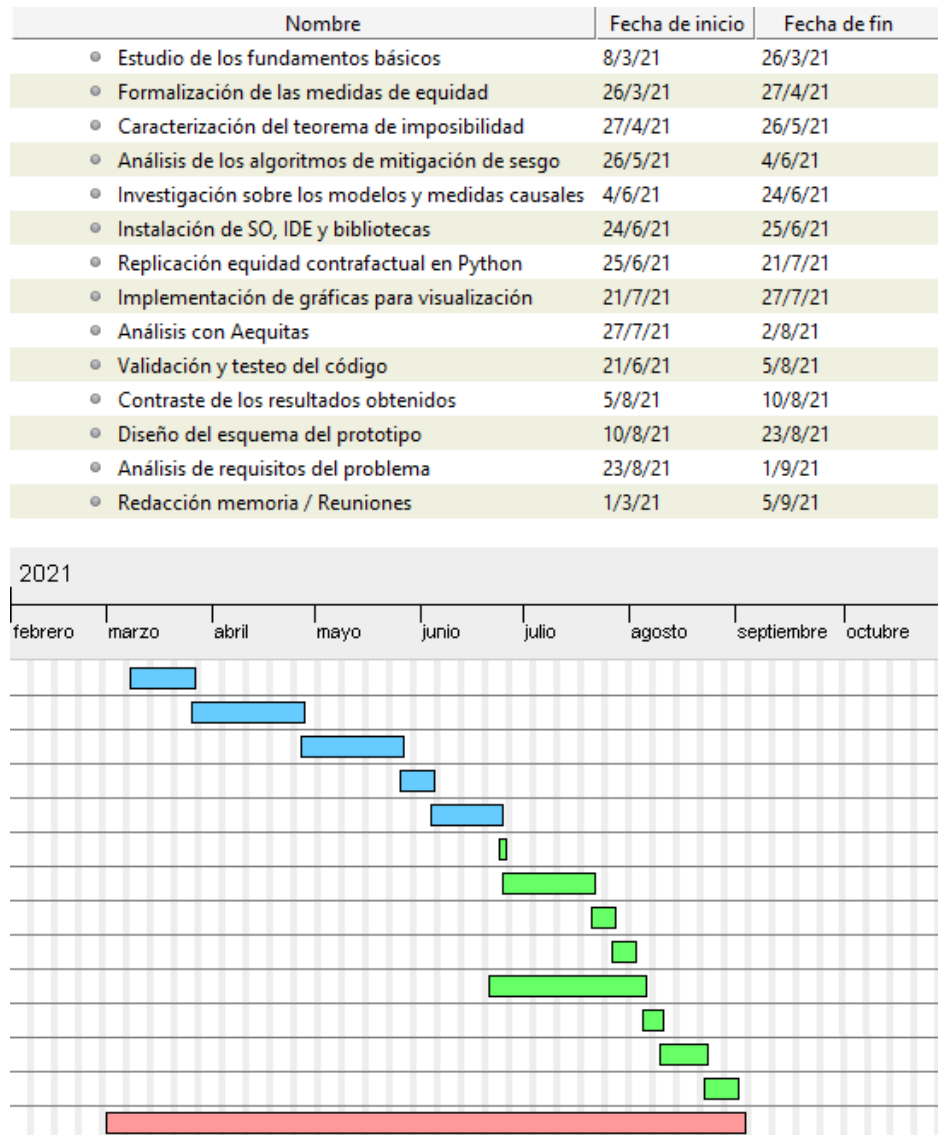 Nombre Fecha de inicio Fecha de fin
Estudio de los fundamentos básicos 8/3/21 26/3/21
Formalización de las medidas de equidad 26/3/21 27/4/21
Caracterización del teorema de imposibilidad 27/4/21 26/5/21
Análisis de los algoritmos de mitigación de sesgo 26/5/21 4/6/21
Investigación sobre los modelos y medidas causales 4/6/21 24/6/21
Instalación de SO, IDE y bibliotecas 24/6/21 25/6/21
Replicación equidad contrafactual en Python 25/6/21 21/7/21
Implementación de gráficas para visualización 21/7/21 27/7/21
Análisis con Aequitas 27/7/21 2/8/21
Validación y testeo del código 21/6/21 5/8/21
Contraste de los resultados obtenidos 5/8/21 10/8/21
Diseño del esquema del prototipo 10/8/21 23/8/21
Análisis de requisitos del problema 23/8/21 1/9/21
Redacción memoria / Reuniones 1/3/21 5/9/21
2021
febrero marzo abril mayo junio julio agosto septiembre octubre